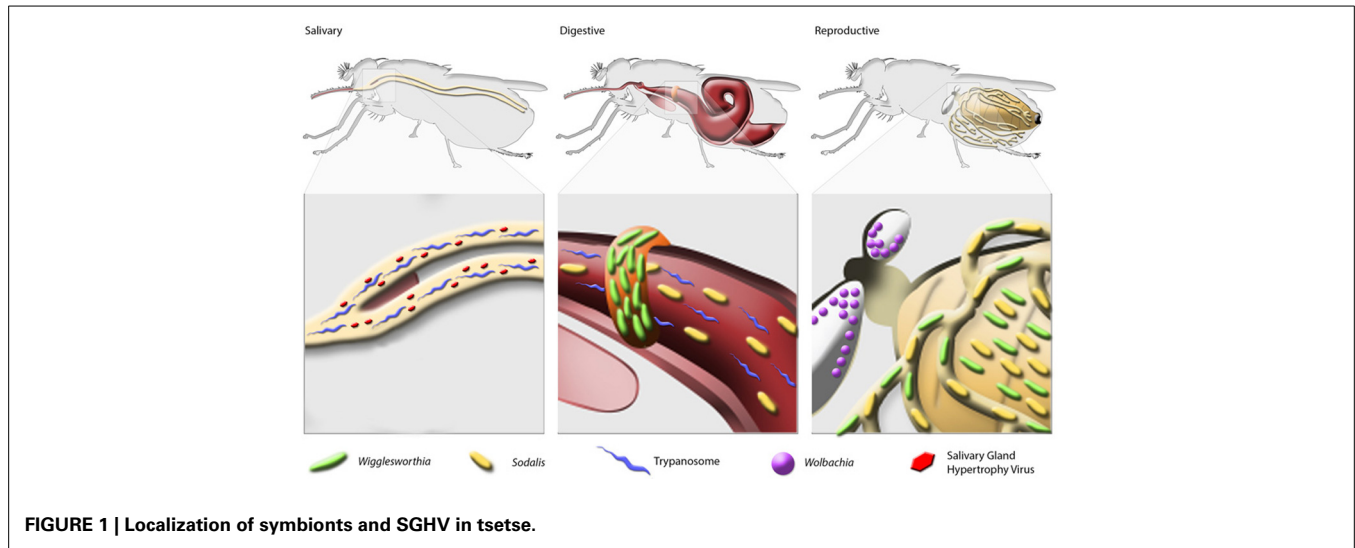 Salivary
Digestive
Reproductive
Wigglesworthia
Sodalis
Trypanosome
Wolbachia
Salivary Gland
Hypertrophy Virus
FIGURE 1 | Localization of symbionts and SGHV in tsetse.